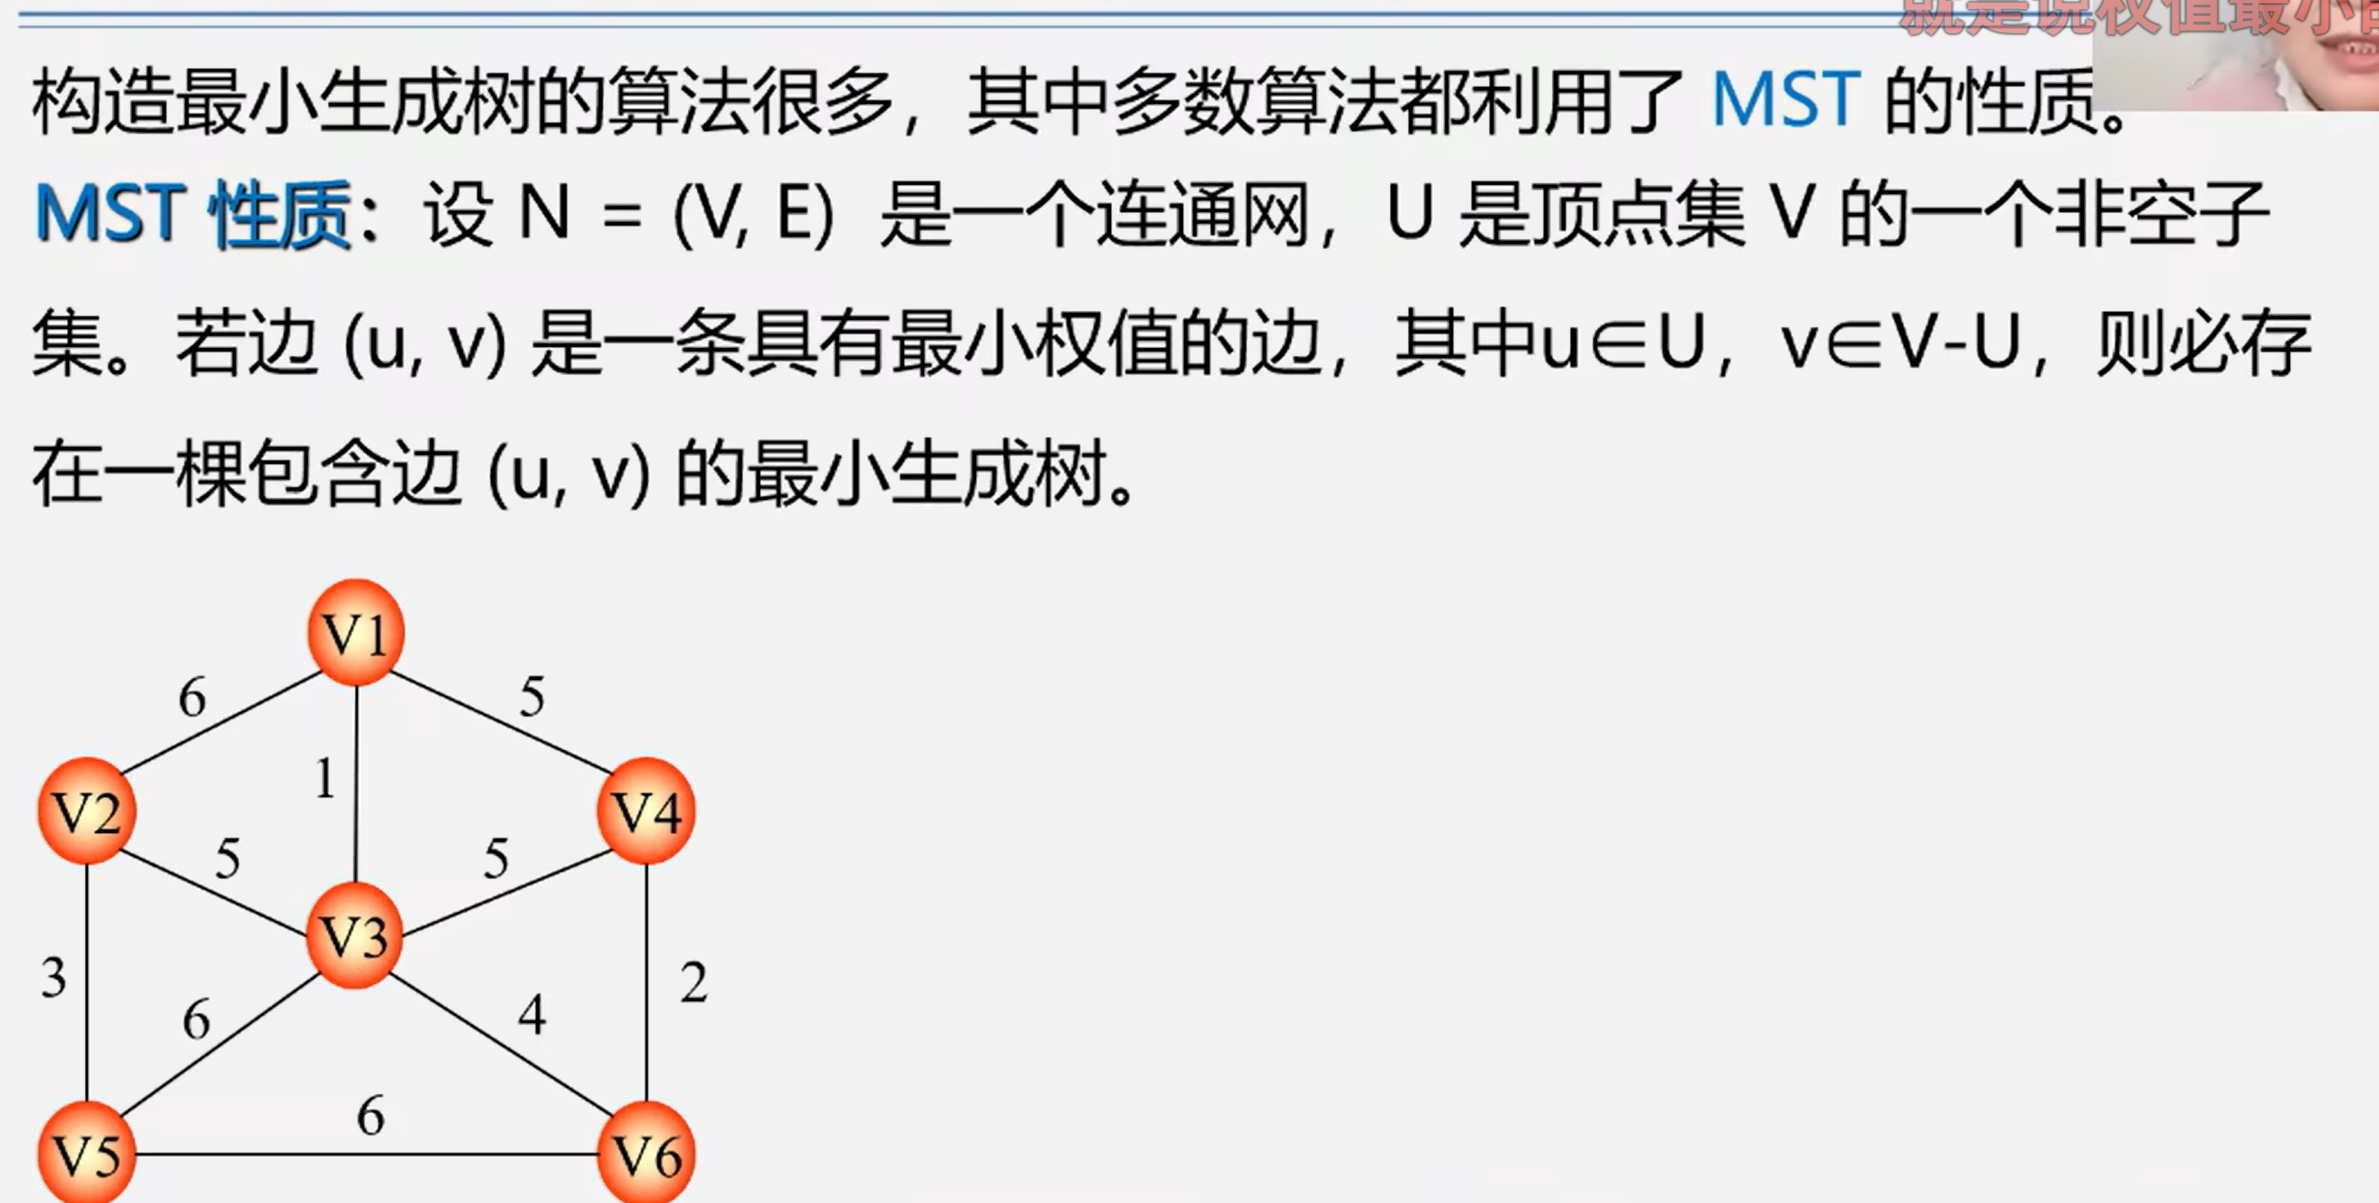 就是说权值最小的
构造最小生成树的算法很多，其中多数算法都利用了 MST 的性质。
MST 性质：设 N = (V, E) 是一个连通网，U 是顶点集 V 的一个非空子
集。若边 (u, v) 是一条具有最小权值的边，其中u∈U，v∈V-U，则必存
在一棵包含边 (u, v) 的最小生成树。
V1
6
5
1
V2
V4
5
5
V3
3
2
6
4
6
V5
V6